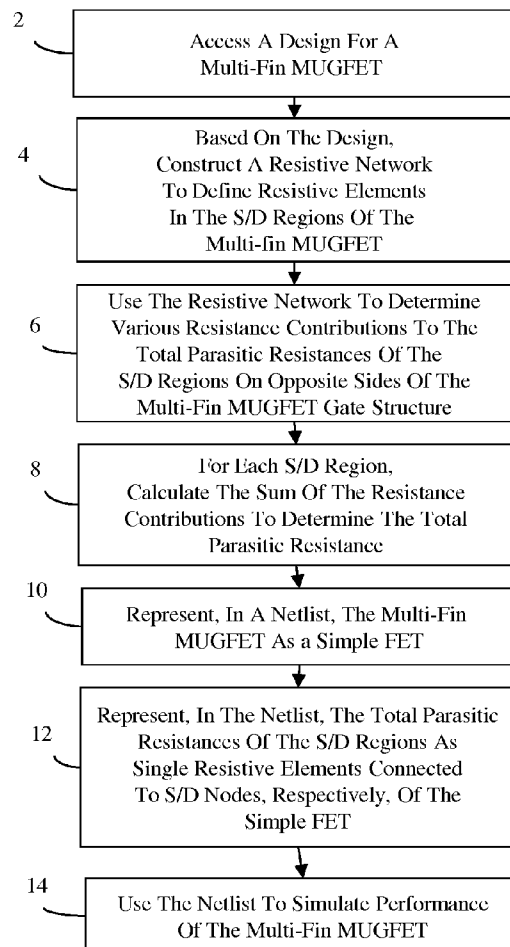 2
Access A Design For A
Multi-Fin MUGFET
4
Based On The Design,
Construct A Resistive Network
To Define Resistive Elements
In The S/D Regions Of The
Multi-fin MUGFET
6
Use The Resistive Network To Determine
Various Resistance Contributions To The
Total Parasitic Resistances Of The
S/D Regions On Opposite Sides Of The
Multi-Fin MUGFET Gate Structure
8
For Each S/D Region,
Calculate The Sum Of The Resistance
Contributions To Determine The Total
Parasitic Resistance
10
Represent, In A Netlist, The Multi-Fin
MUGFET As a Simple FET
12
Represent, In The Netlist, The Total Parasitic
Resistances Of The S/D Regions As
Single Resistive Elements Connected
To S/D Nodes, Respectively, Of The
Simple FET
14
Use The Netlist To Simulate Performance
Of The Multi-Fin MUGFET